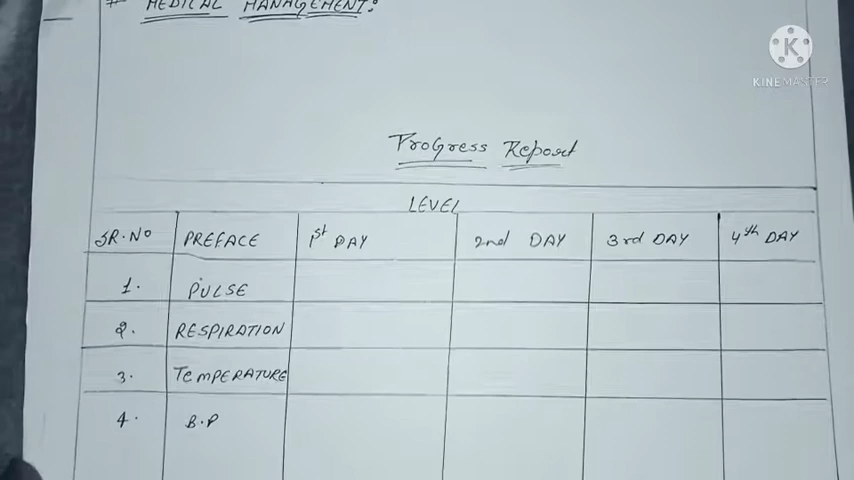 # MEDICAL MANAGEMENT:
K
KINEMASTER
Progress Report
LEVEL
SR.NO PREFACE 1st DAY 2nd DAY 3rd DAY 4th DAY
1. PULSE
2. RESPIRATION
3. TEMPERATURE
4. B.P